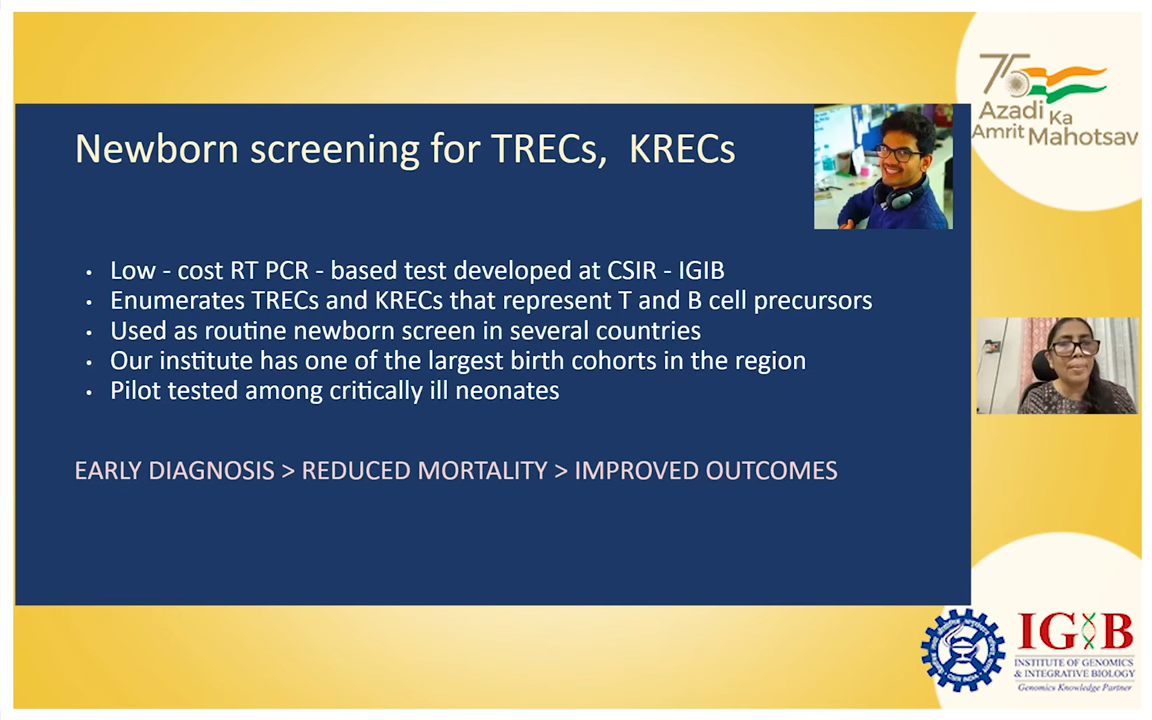 75
Azadi Ka
Amrit Mahotsav
Newborn screening for TRECs, KRECs
• Low - cost RT PCR - based test developed at CSIR - IGIB
• Enumerates TRECs and KRECs that represent T and B cell precursors
• Used as routine newborn screen in several countries
• Our institute has one of the largest birth cohorts in the region
• Pilot tested among critically ill neonates
EARLY DIAGNOSIS > REDUCED MORTALITY > IMPROVED OUTCOMES
CSIR INDIA
IGIB
INSTITUTE OF GENOMICS
& INTEGRATIVE BIOLOGY
Genomics Knowledge Partner